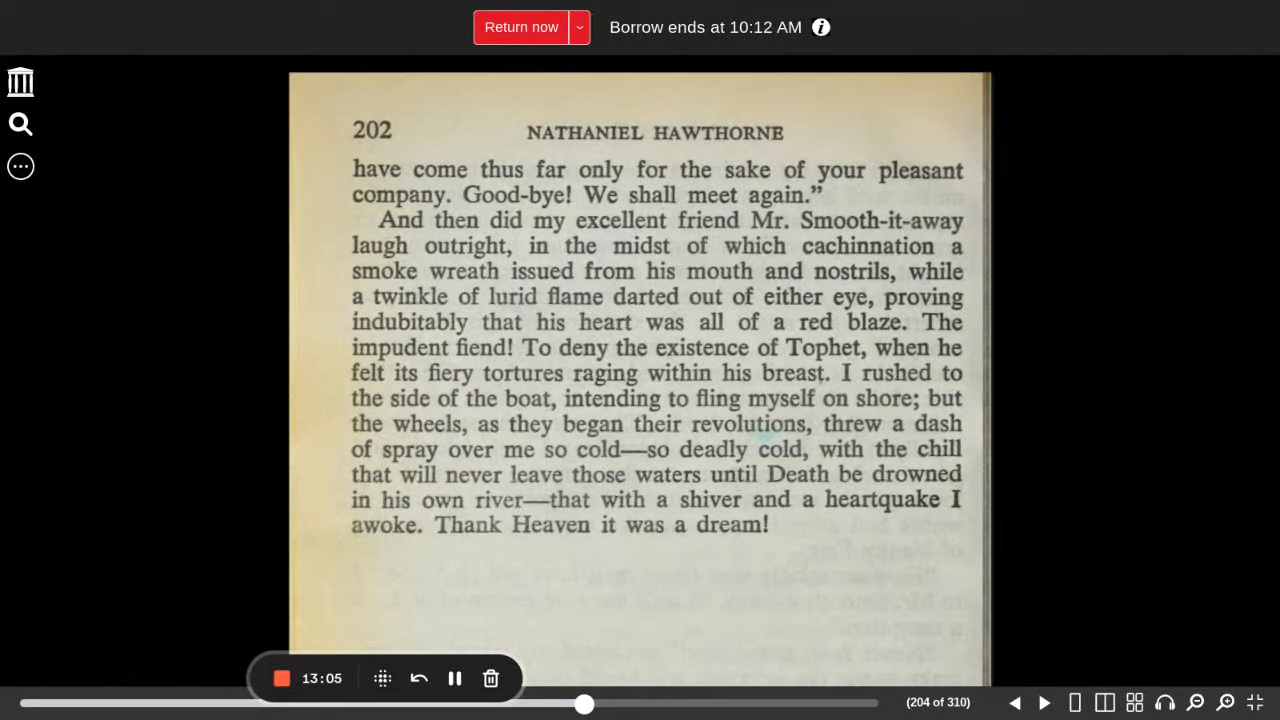 Return now
Borrow ends at 10:12 AM
202 NATHANIEL HAWTHORNE
have come thus far only for the sake of your pleasant
company. Good-bye! We shall meet again.”
And then did my excellent friend Mr. Smooth-it-away
laugh outright, in the midst of which cachinnation a
smoke wreath issued from his mouth and nostrils, while
a twinkle of lurid flame darted out of either eye, proving
indubitably that his heart was all of a red blaze. The
impudent fiend! To deny the existence of Tophet, when he
felt its fiery tortures raging within his breast. I rushed to
the side of the boat, intending to fling myself on shore; but
the wheels, as they began their revolutions, threw a dash
of spray over me so cold—so deadly cold, with the chill
that will never leave those waters until Death be drowned
in his own river—that with a shiver and a heartquake I
awoke. Thank Heaven it was a dream!
13:05
(204 of 310)